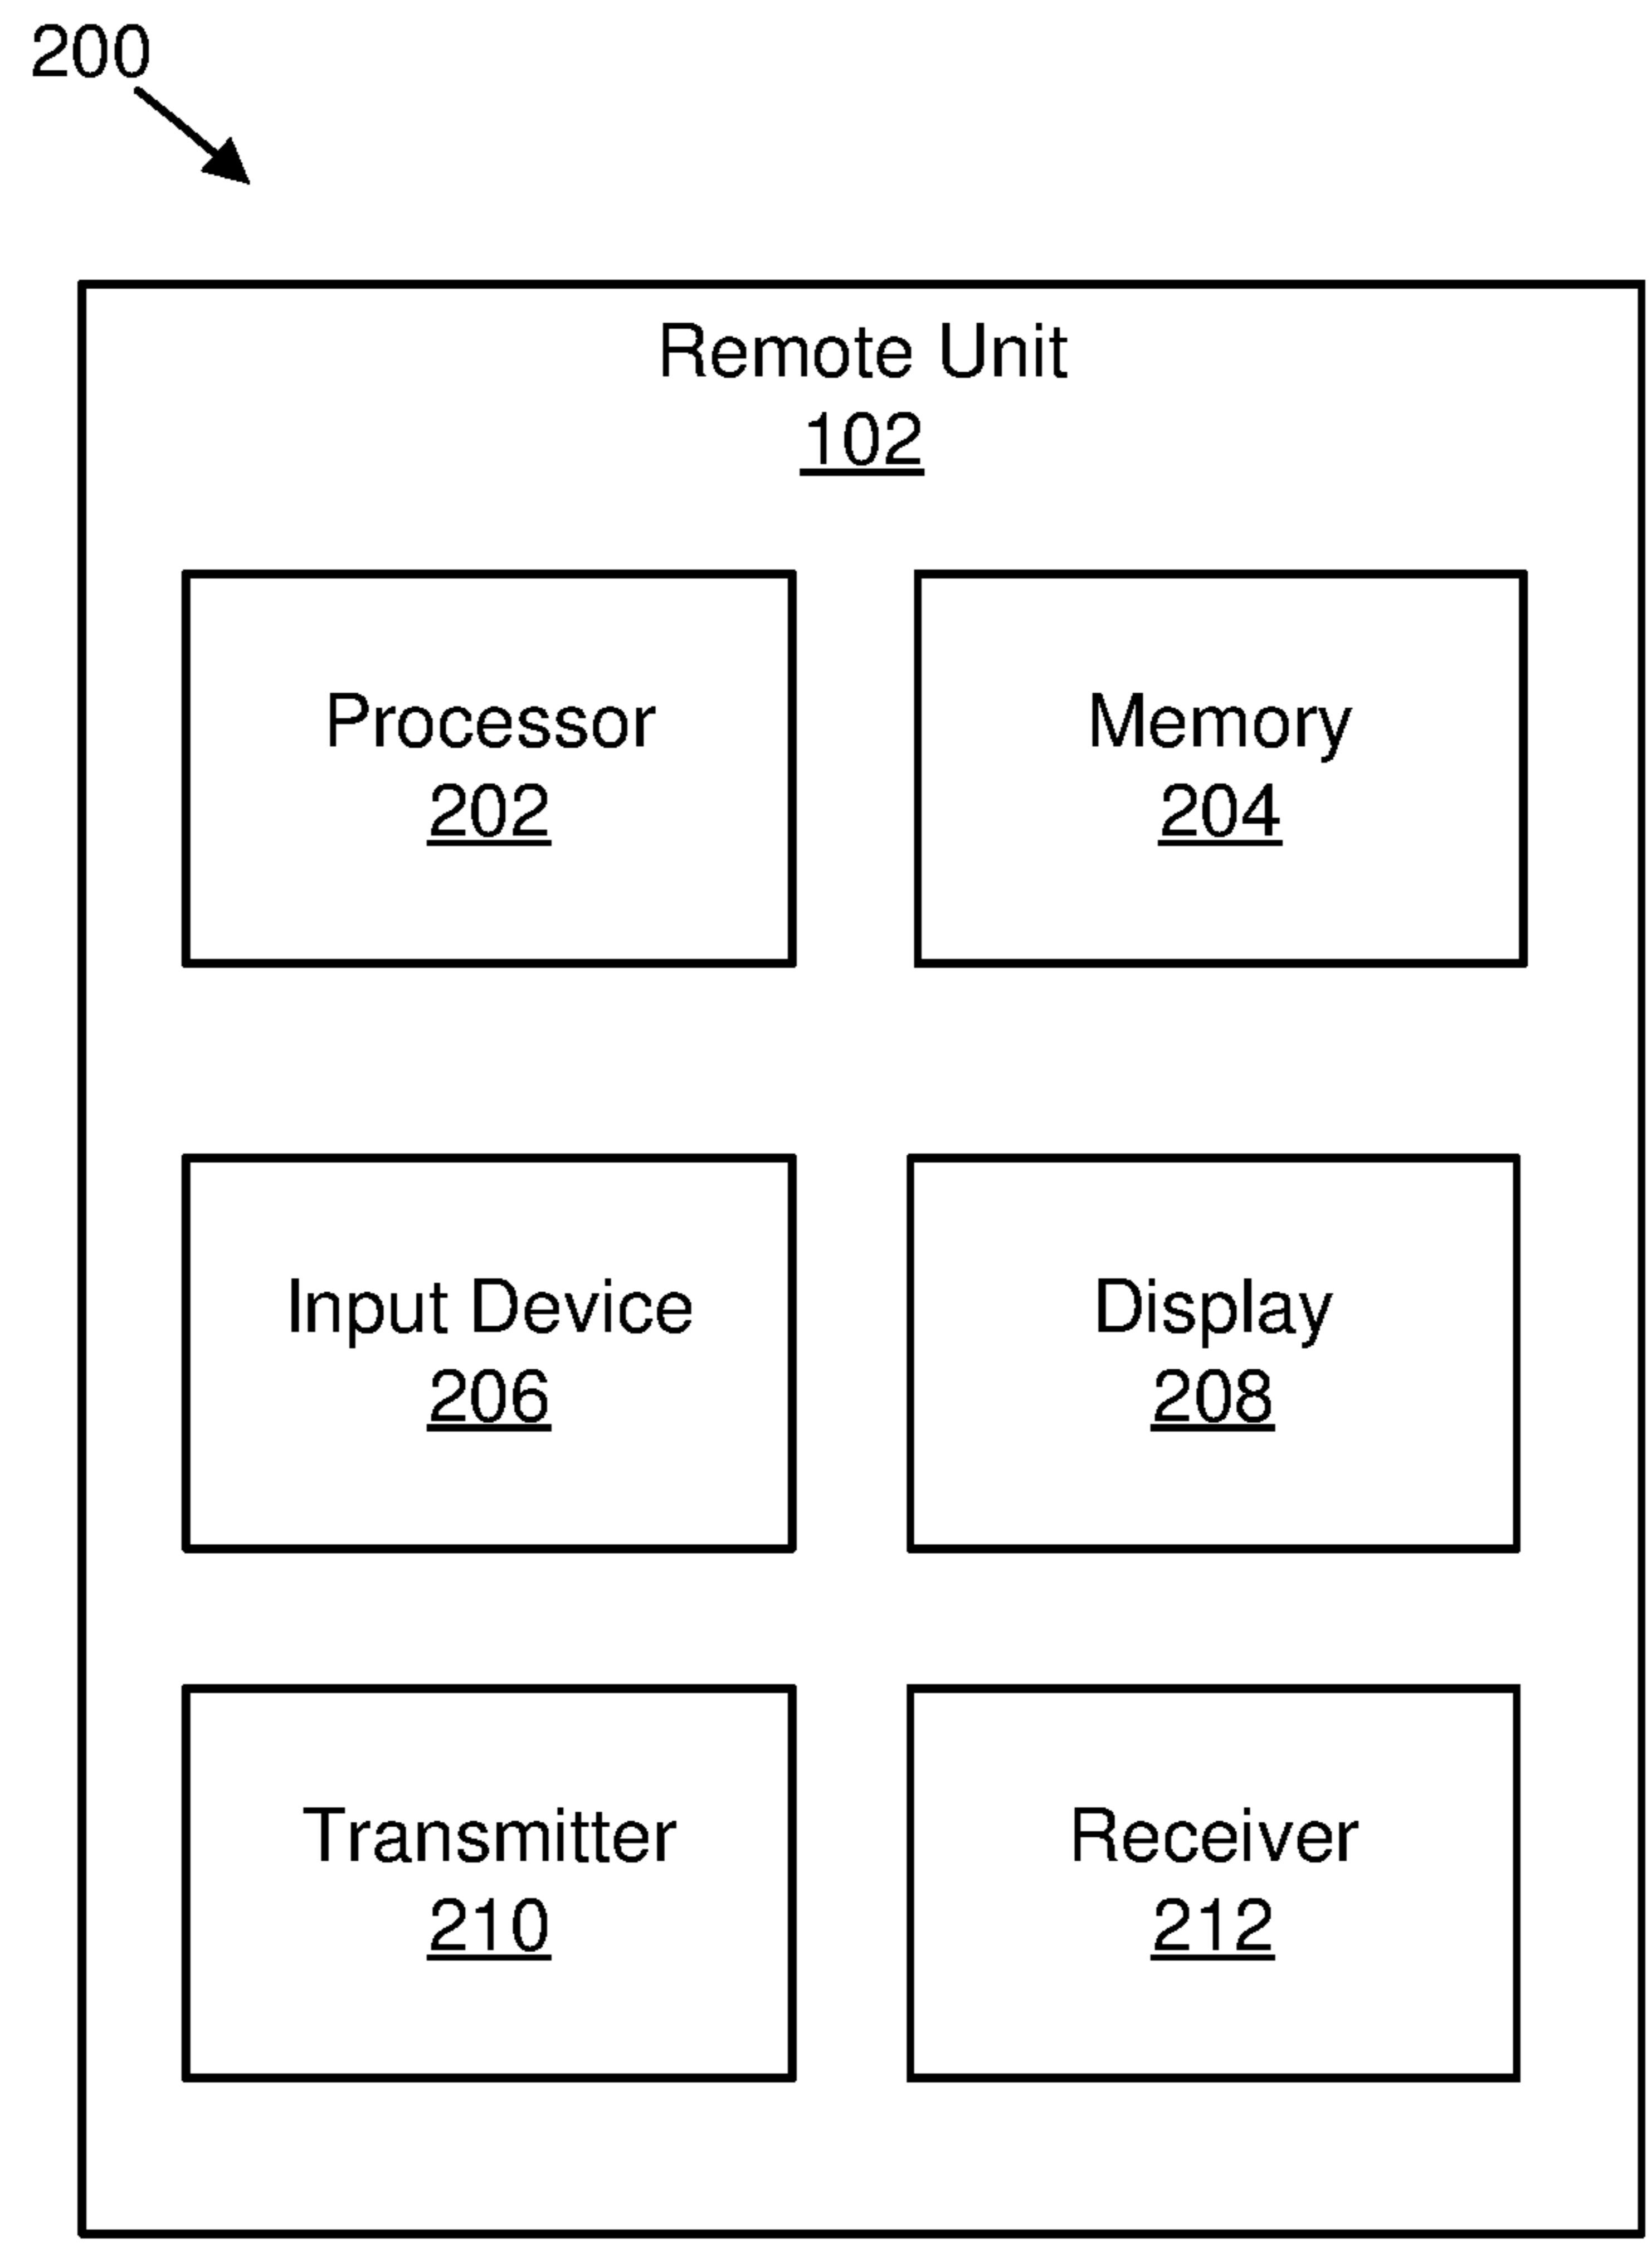 200
Remote Unit
102
Processor
202
Memory
204
Input Device
206
Display
208
Transmitter
210
Receiver
212